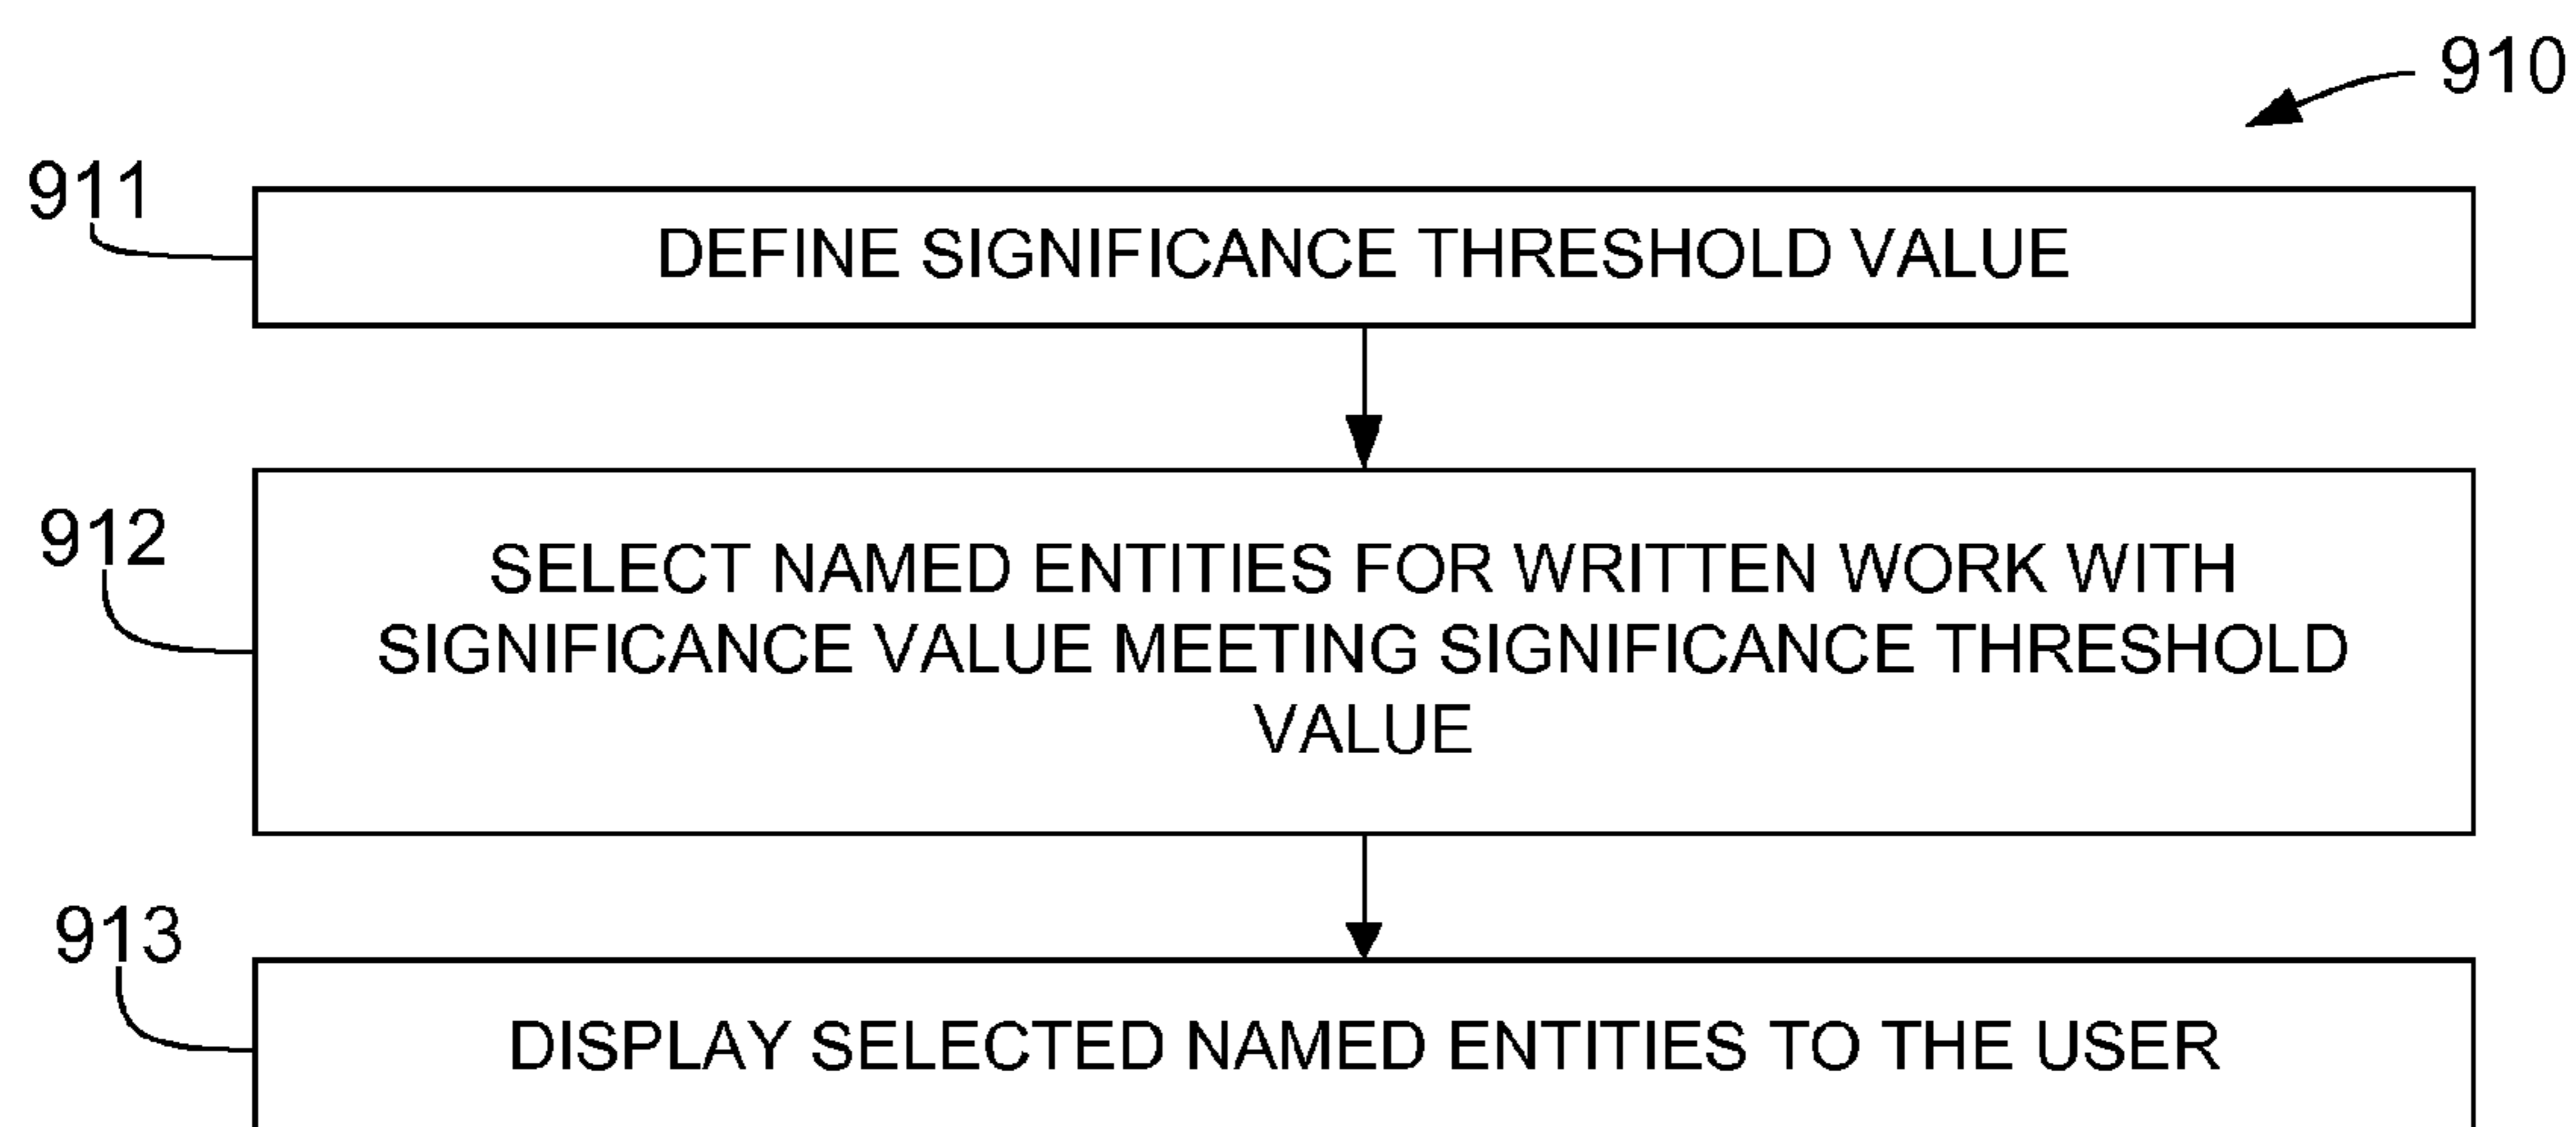 910
911
DEFINE SIGNIFICANCE THRESHOLD VALUE
912
SELECT NAMED ENTITIES FOR WRITTEN WORK WITH
SIGNIFICANCE VALUE MEETING SIGNIFICANCE THRESHOLD
VALUE
913
DISPLAY SELECTED NAMED ENTITIES TO THE USER